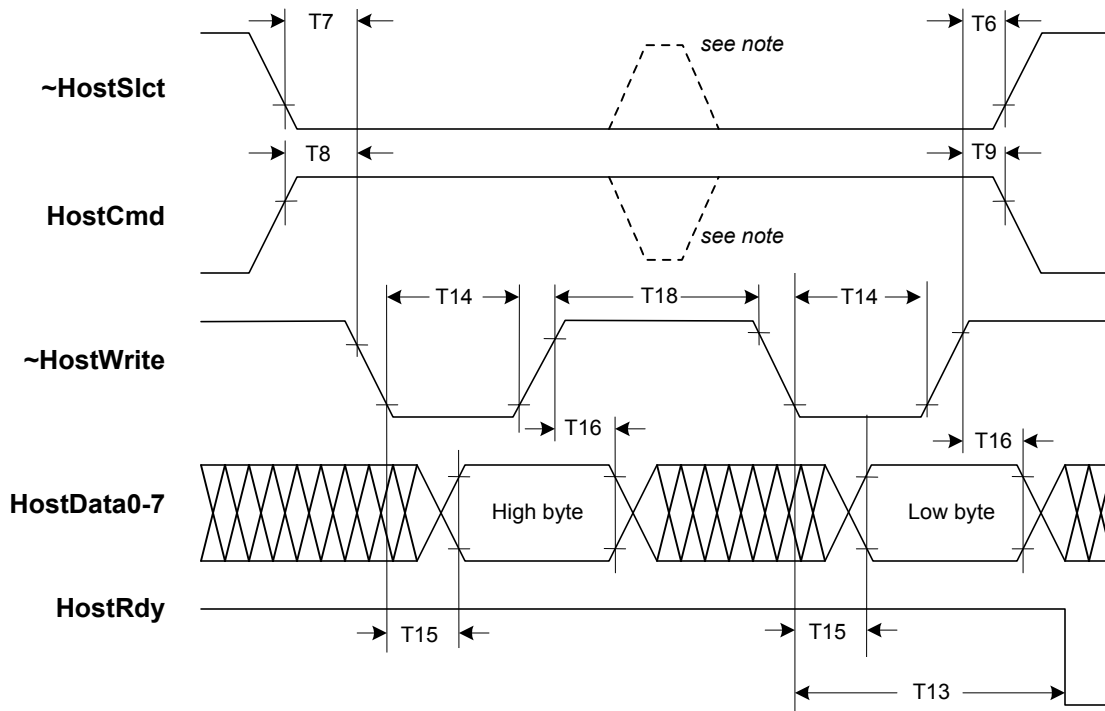 T7
see note
T6
~HostSlct
T8
T9
HostCmd
see note
T14
T18
T14
~HostWrite
T16
T16
HostData0-7
High byte
Low byte
HostRdy
T15
T15
T13